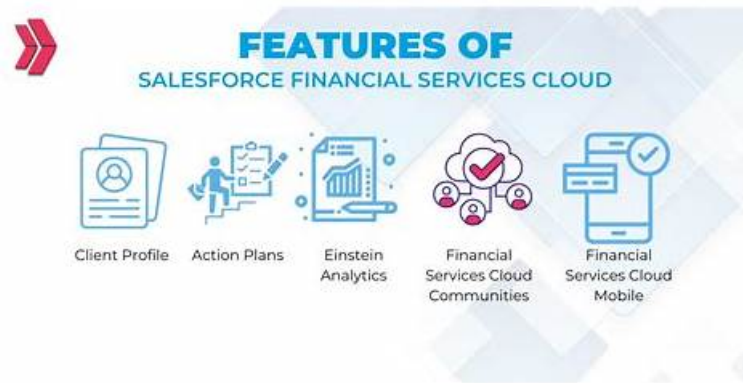 FEATURES OF
SALESFORCE FINANCIAL SERVICES CLOUD
Client Profile
Action Plans
Einstein
Analytics
Financial
Services Cloud
Communities
Financial
Services Cloud
Mobile